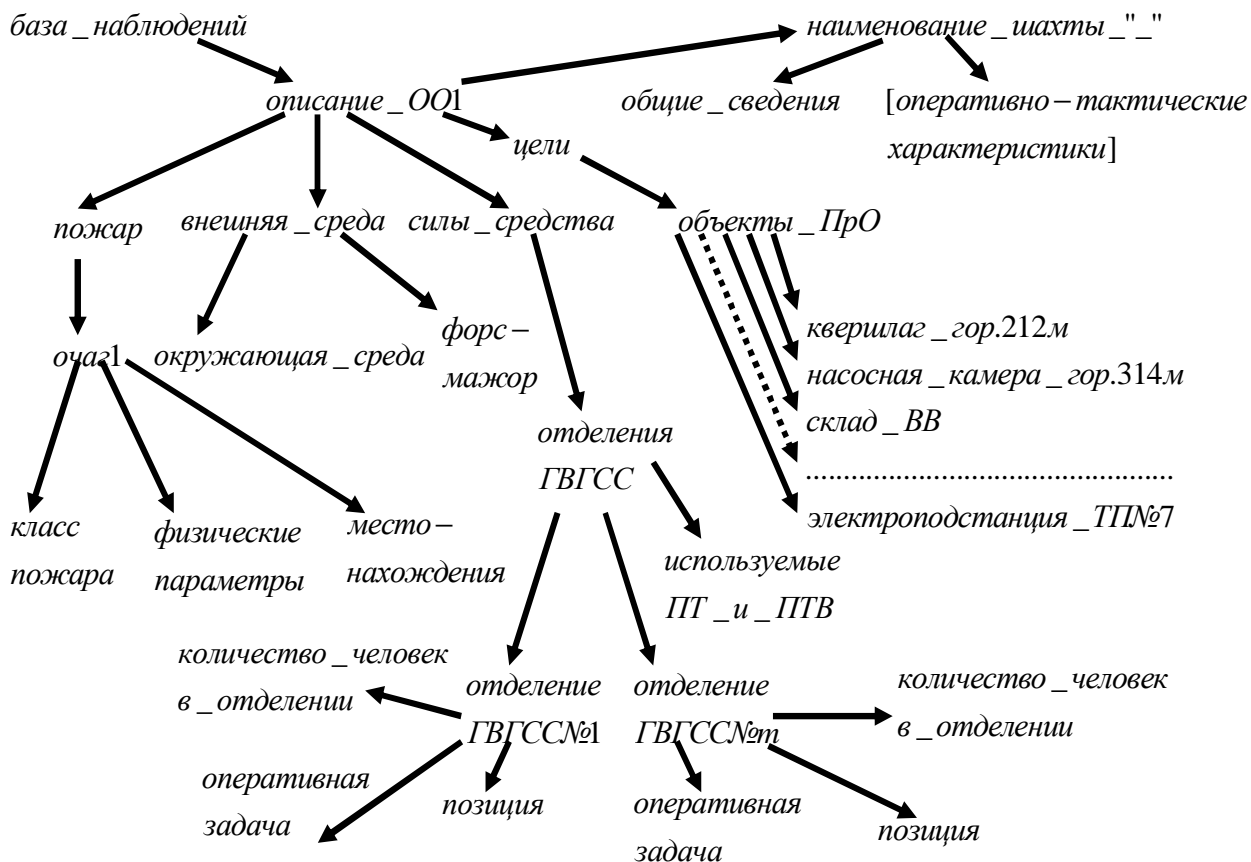 база _ наблюдений
наименование _ шахты _"_"
описание _ ОО1
общие _ сведения
[оперативно − тактические
характеристики]
цели
пожар
внешняя _ среда
силы _ средства
объекты _ ПрО
очаг1
окружающая _ среда
форс −
мажор
квершлаг _ гор.212м
насосная _ камера _ гор.314м
склад _ ВВ
.............................................
электроподстанция _ ТП№7
отделения
ГВГСС
класс
пожара
физические
параметры
место −
нахождения
используемые
ПТ _ и _ ПТВ
количество _ человек
в _ отделении
отделение
ГВГСС№1
отделение
ГВГСС№m
количество _ человек
в _ отделении
оперативная
задача
позиция
оперативная
задача
позиция